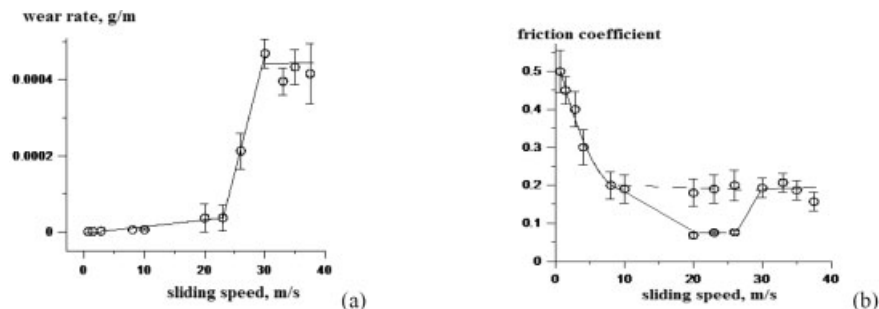 wear rate, g/m
0.0004
0.0002
0
0 10 20 30 40
sliding speed, m/s
(a)
friction coefficient
0.5
0.4
0.3
0.2
0.1
0
0 10 20 30 40
sliding speed, m/s
(b)